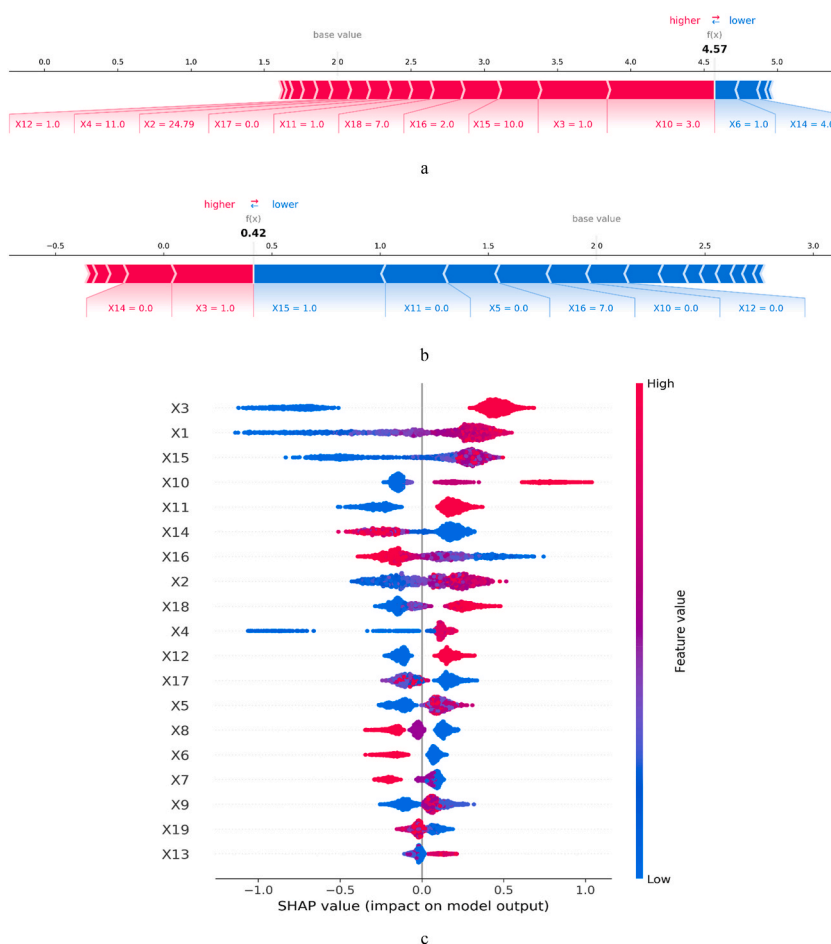 higher ⇄ lower
base value f(x)
4.57
0.0 0.5 1.0 1.5 2.0 2.5 3.0 3.5 4.0 4.5 5.0
X12 = 1.0 X4 = 11.0 X2 = 24.79 X17 = 0.0 X11 = 1.0 X18 = 7.0 X16 = 2.0 X15 = 10.0 X3 = 1.0 X10 = 3.0 X6 = 1.0 X14 = 4.0
a
higher ⇄ lower
f(x) base value
0.42
−0.5 0.0 0.5 1.0 1.5 2.0 2.5 3.0
X14 = 0.0 X3 = 1.0 X15 = 1.0 X11 = 0.0 X5 = 0.0 X16 = 7.0 X10 = 0.0 X12 = 0.0
b
High
X3
X1
X15
X10
X11
X14
X16
X2
X18
X4
X12
X17
X5
X8
X6
X7
X9
X19
X13
Feature value
Low
−1.0 −0.5 0.0 0.5 1.0
SHAP value (impact on model output)
c